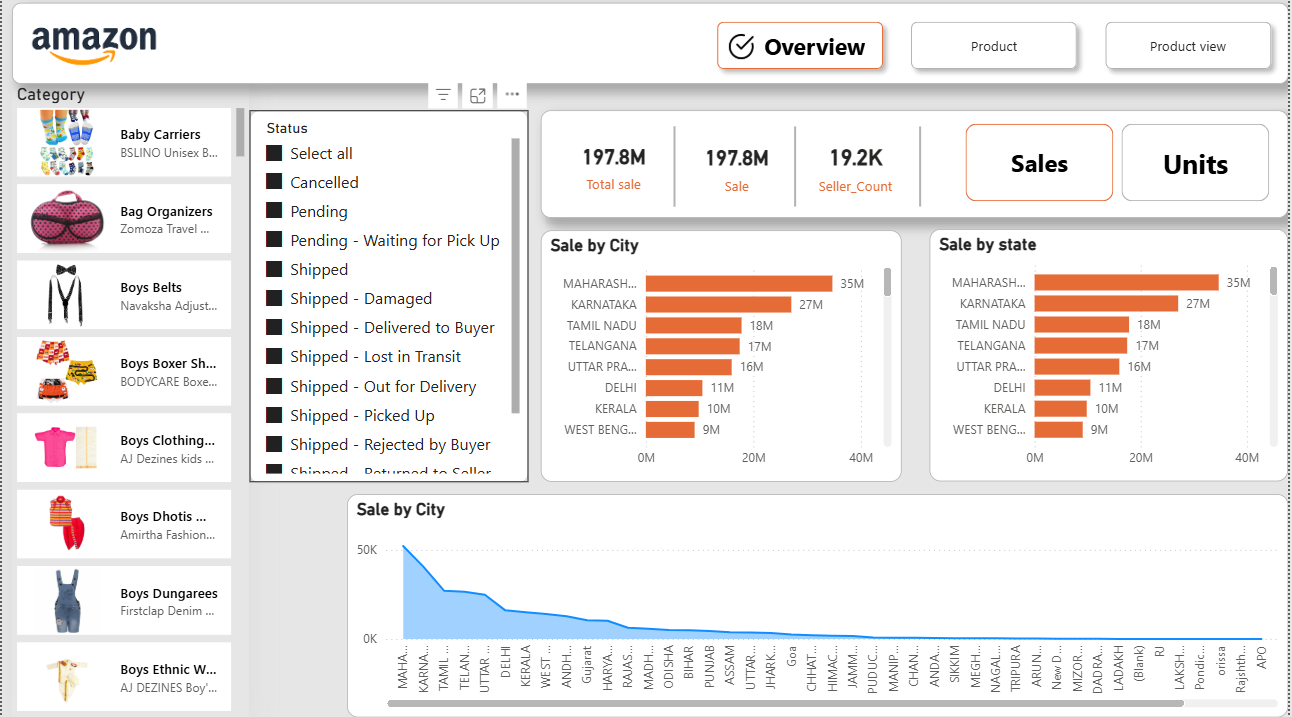 amazon
Overview
Product
Product view
Category
Baby Carriers
BSLINO Unisex B...
Bag Organizers
Zomoza Travel ...
Boys Belts
Navaksha Adjust...
Boys Boxer Sh...
BODYCARE Boxe...
Boys Clothing...
AJ Dezines kids ...
Boys Dhotis ...
Amirtha Fashion...
Boys Dungarees
Firstclap Denim ...
Boys Ethnic W...
AJ DEZINES Boy'...
Status
Select all
Cancelled
Pending
Pending - Waiting for Pick Up
Shipped
Shipped - Damaged
Shipped - Delivered to Buyer
Shipped - Lost in Transit
Shipped - Out for Delivery
Shipped - Picked Up
Shipped - Rejected by Buyer
Shipped - Returned to Seller
197.8M
Total sale
197.8M
Sale
19.2K
Seller_Count
Sales
Units
Sale by City
MAHARASH... 35M
KARNATAKA 27M
TAMIL NADU 18M
TELANGANA 17M
UTTAR PRA... 16M
DELHI 11M
KERALA 10M
WEST BENG... 9M
0M 20M 40M
Sale by state
MAHARASH... 35M
KARNATAKA 27M
TAMIL NADU 18M
TELANGANA 17M
UTTAR PRA... 16M
DELHI 11M
KERALA 10M
WEST BENG... 9M
0M 20M 40M
Sale by City
50K
0K
MAHA...
KARNA...
TAMIL ...
TELAN...
UTTAR ...
DELHI
KERALA
WEST ...
ANDH...
Gujarat
HARYA...
RAJAS...
MADH...
ODISHA
BIHAR
PUNJAB
ASSAM
UTTAR...
JHARK...
Goa
CHHAT...
HIMAC...
JAMM...
PUDUC...
MANIP...
CHAN...
ANDA...
SIKKIM
MEGH...
NAGAL...
TRIPURA
ARUN...
New D...
MIZOR...
DADRA...
LADAKH
(Blank)
RJ
LAKSH...
Pondic...
orissa
Rajshth...
APO